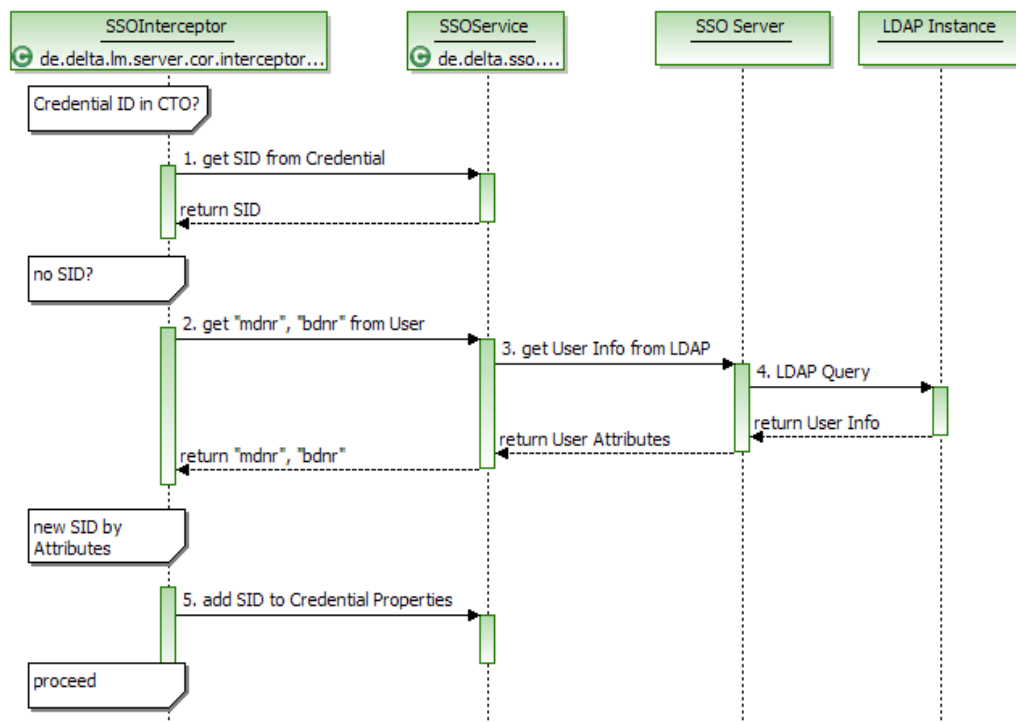 SSOInterceptor
de.delta.lm.server.cor.interceptor...
SSOService
de.delta.sso....
SSO Server
LDAP Instance
Credential ID in CTO?
1. get SID from Credential
return SID
no SID?
2. get "mdnr", "bdnr" from User
3. get User Info from LDAP
4. LDAP Query
return User Info
return User Attributes
return "mdnr", "bdnr"
new SID by
Attributes
5. add SID to Credential Properties
proceed